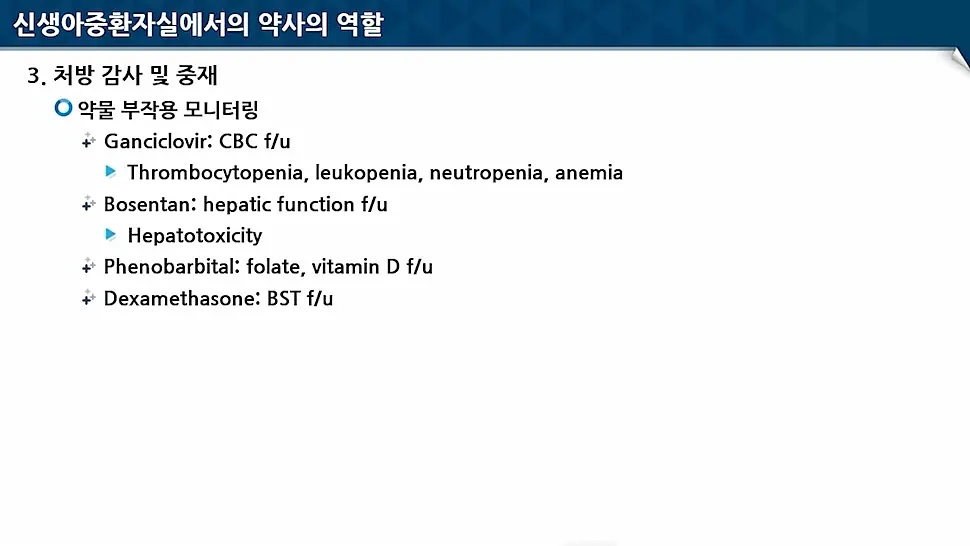 신생아중환자실에서의 약사의 역할
3. 처방 감사 및 중재
약물 부작용 모니터링
Ganciclovir: CBC f/u
Thrombocytopenia, leukopenia, neutropenia, anemia
Bosentan: hepatic function f/u
Hepatotoxicity
Phenobarbital: folate, vitamin D f/u
Dexamethasone: BST f/u